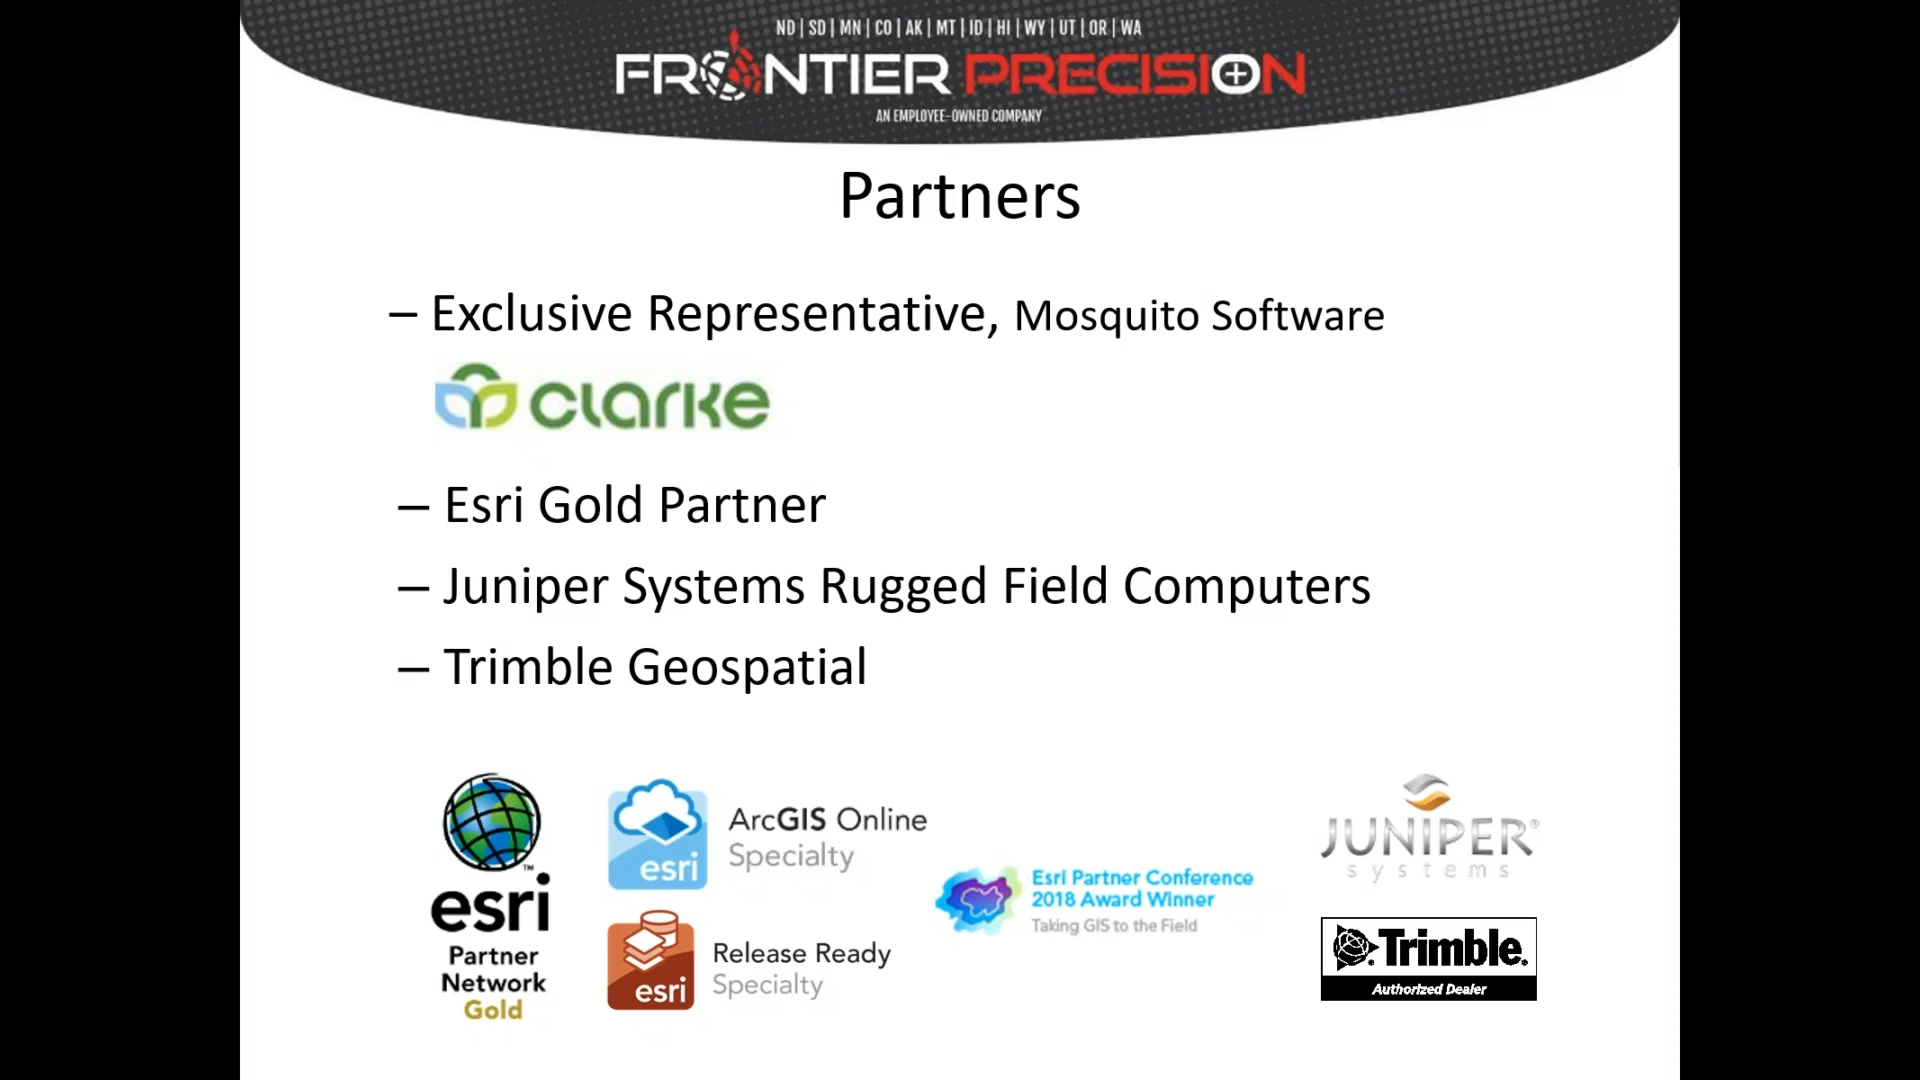 ND | SD | MN | CO | AK | MT | ID | HI | WY | UT | OR | WA
FRONTIER PRECISION
AN EMPLOYEE-OWNED COMPANY
Partners
– Exclusive Representative, Mosquito Software
clarke
– Esri Gold Partner
– Juniper Systems Rugged Field Computers
– Trimble Geospatial
esri
Partner
Network
Gold
esri
ArcGIS Online
Specialty
esri
Release Ready
Specialty
Esri Partner Conference
2018 Award Winner
Taking GIS to the Field
JUNIPER®
systems
Trimble.
Authorized Dealer